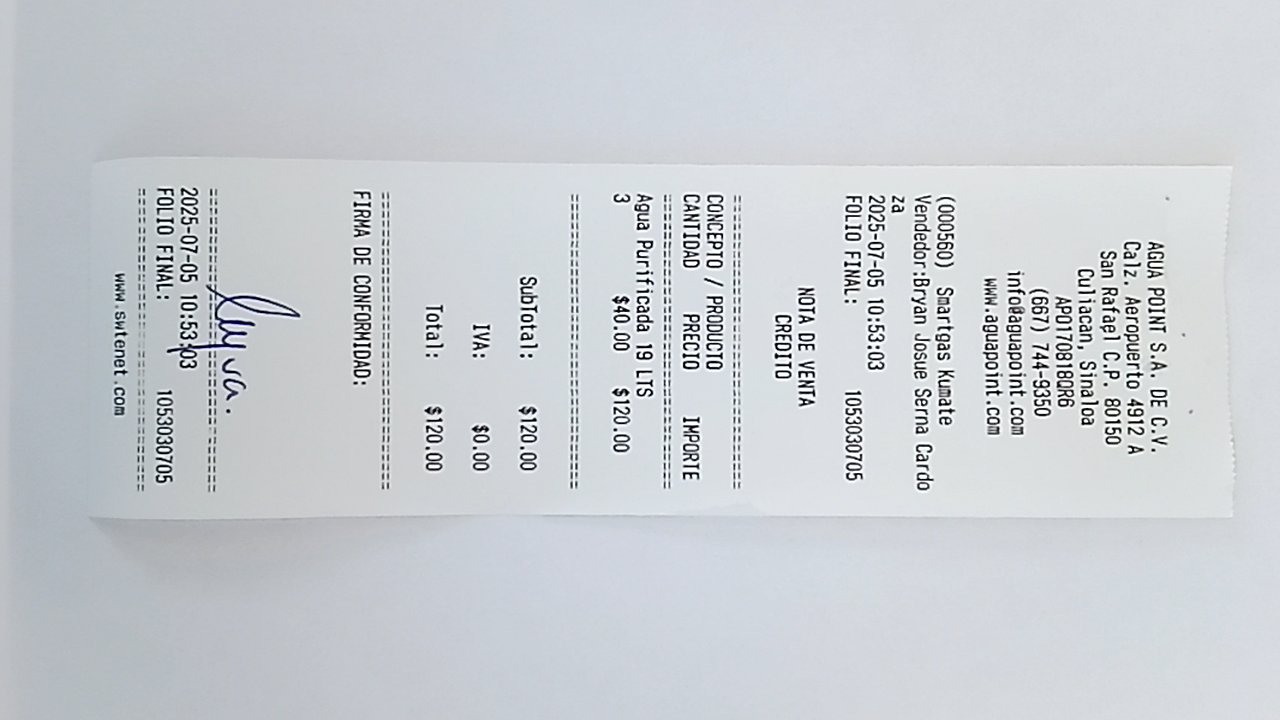 AGUA POINT S.A. DE C.V.
Calz. Aeropuerto 4912 A
San Rafael C.P. 80150
Culiacan, Sinaloa
APO170818QR6
(667) 744-9350
info@aguapoint.com
www.aguapoint.com
(000560) Smartgas Kumate
Vendedor:Bryan Josue Serna Cardo
za
2025-07-05 10:53:03
FOLIO FINAL: 1053030705
NOTA DE VENTA
CREDITO
================================
CONCEPTO / PRODUCTO
CANTIDAD PRECIO IMPORTE
================================
Agua Purificada 19 LTS
3 $40.00 $120.00
================================
SubTotal: $120.00
IVA: $0.00
Total: $120.00
================================
FIRMA DE CONFORMIDAD:
================================
2025-07-05 10:53:03
FOLIO FINAL: 1053030705
================================
www.swtenet.com